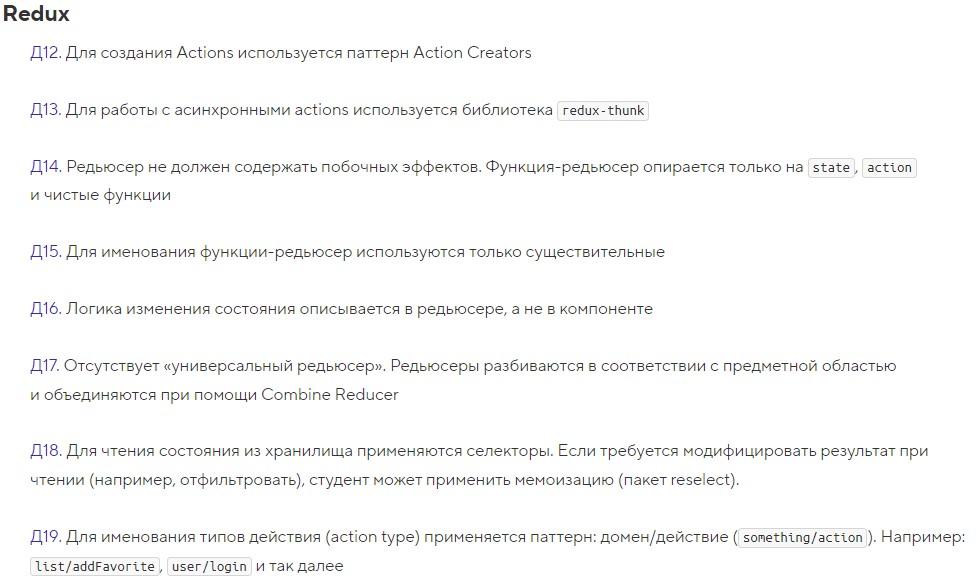 Redux
Д12. Для создания Actions используется паттерн Action Creators
Д13. Для работы с асинхронными actions используется библиотека redux-thunk
Д14. Редьюсер не должен содержать побочных эффектов. Функция-редьюсер опирается только на state, action
и чистые функции
Д15. Для именования функции-редьюсер используются только существительные
Д16. Логика изменения состояния описывается в редьюсере, а не в компоненте
Д17. Отсутствует «универсальный редьюсер». Редьюсеры разбиваются в соответствии с предметной областью
и объединяются при помощи Combine Reducer
Д18. Для чтения состояния из хранилища применяются селекторы. Если требуется модифицировать результат при
чтении (например, отфильтровать), студент может применить мемоизацию (пакет reselect).
Д19. Для именования типов действия (action type) применяется паттерн: домен/действие (something/action). Например:
list/addFavorite, user/login и так далее